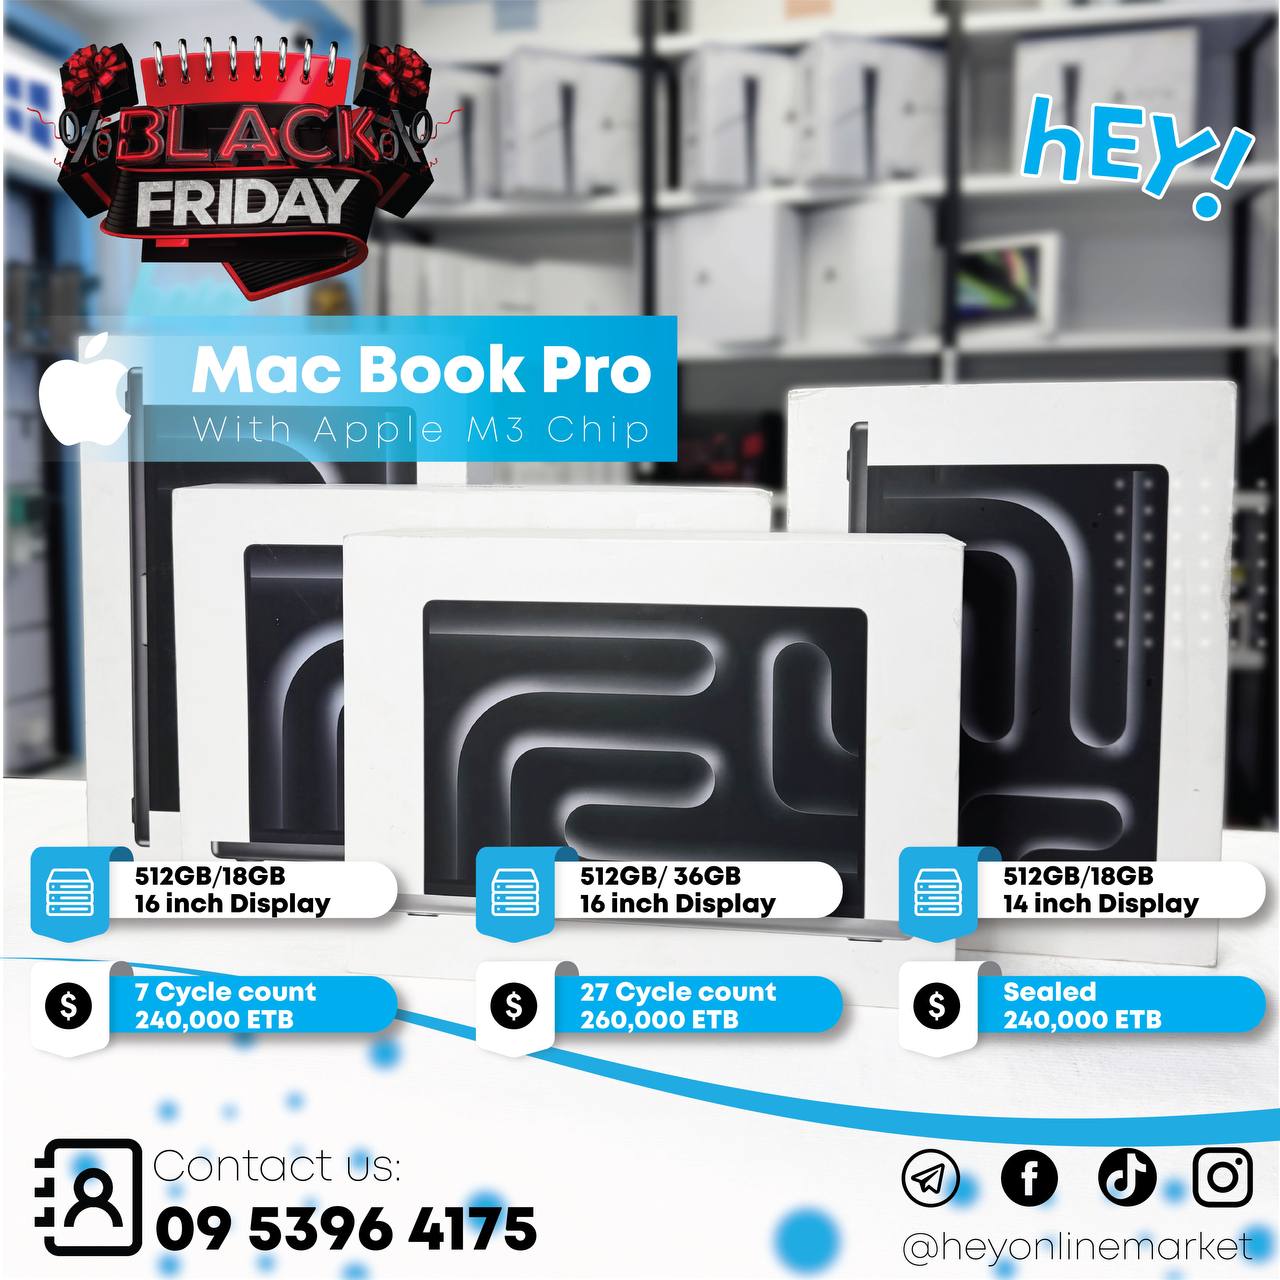 BLACK
FRIDAY
hEY!
Mac Book Pro
With Apple M3 Chip
512GB/18GB
16 inch Display
512GB/ 36GB
16 inch Display
512GB/18GB
14 inch Display
7 Cycle count
240,000 ETB
27 Cycle count
260,000 ETB
Sealed
240,000 ETB
Contact us:
09 5396 4175
@heyonlinemarket